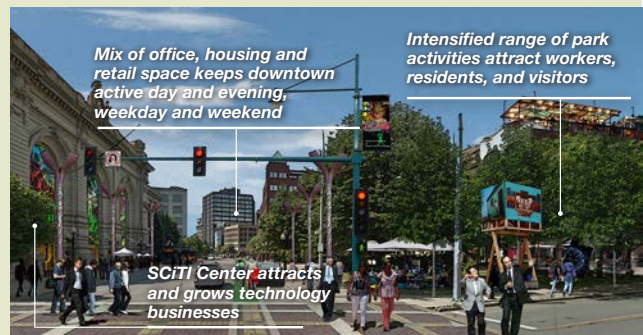 Mix of office, housing and
retail space keeps downtown
active day and evening,
weekday and weekend
Intensified range of park
activities attract workers,
residents, and visitors
SCiTI Center attracts
and grows technology
businesses